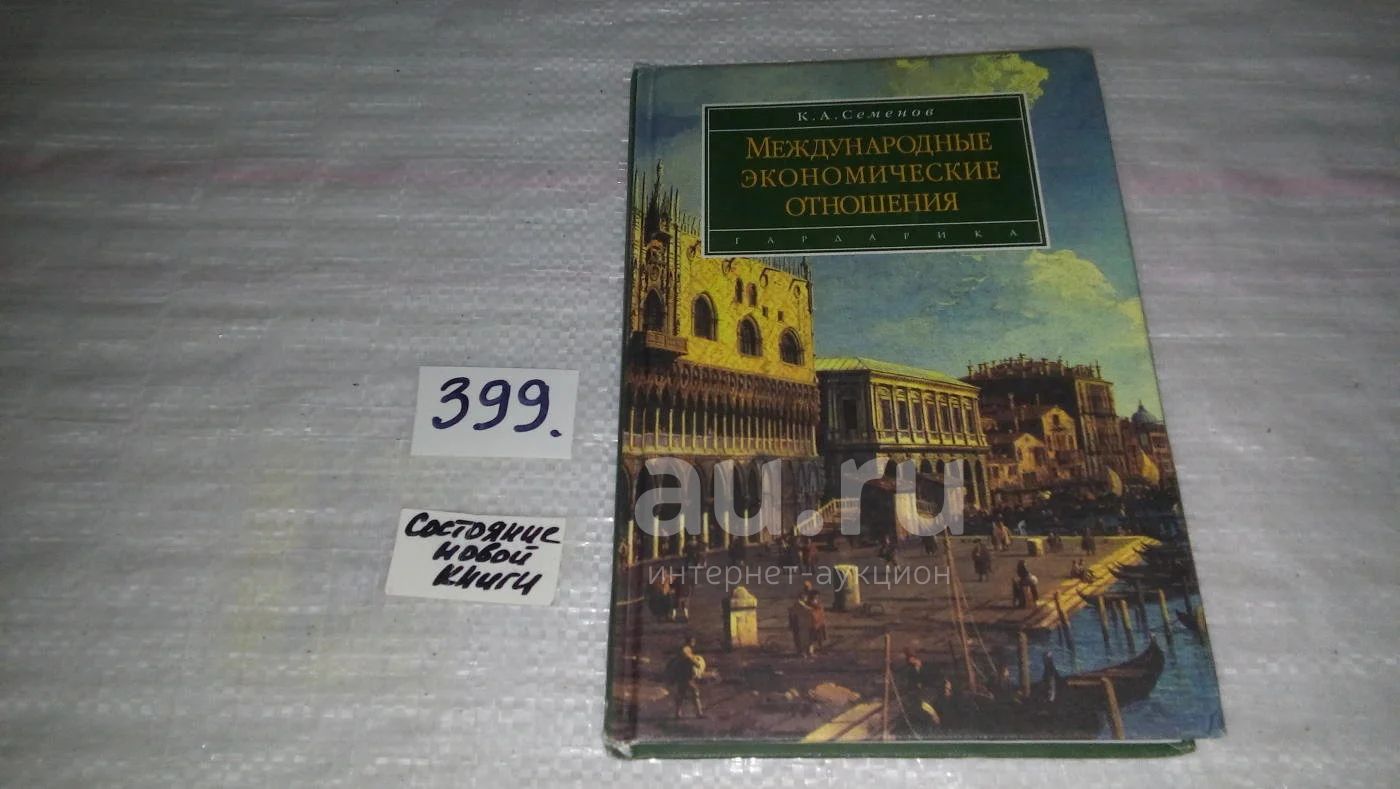 К.А.Семенов
МЕЖДУНАРОДНЫЕ
ЭКОНОМИЧЕСКИЕ
ОТНОШЕНИЯ
ГАРДАРИКА
399.
Состояние
новой
книги
au.ru
интернет-аукцион